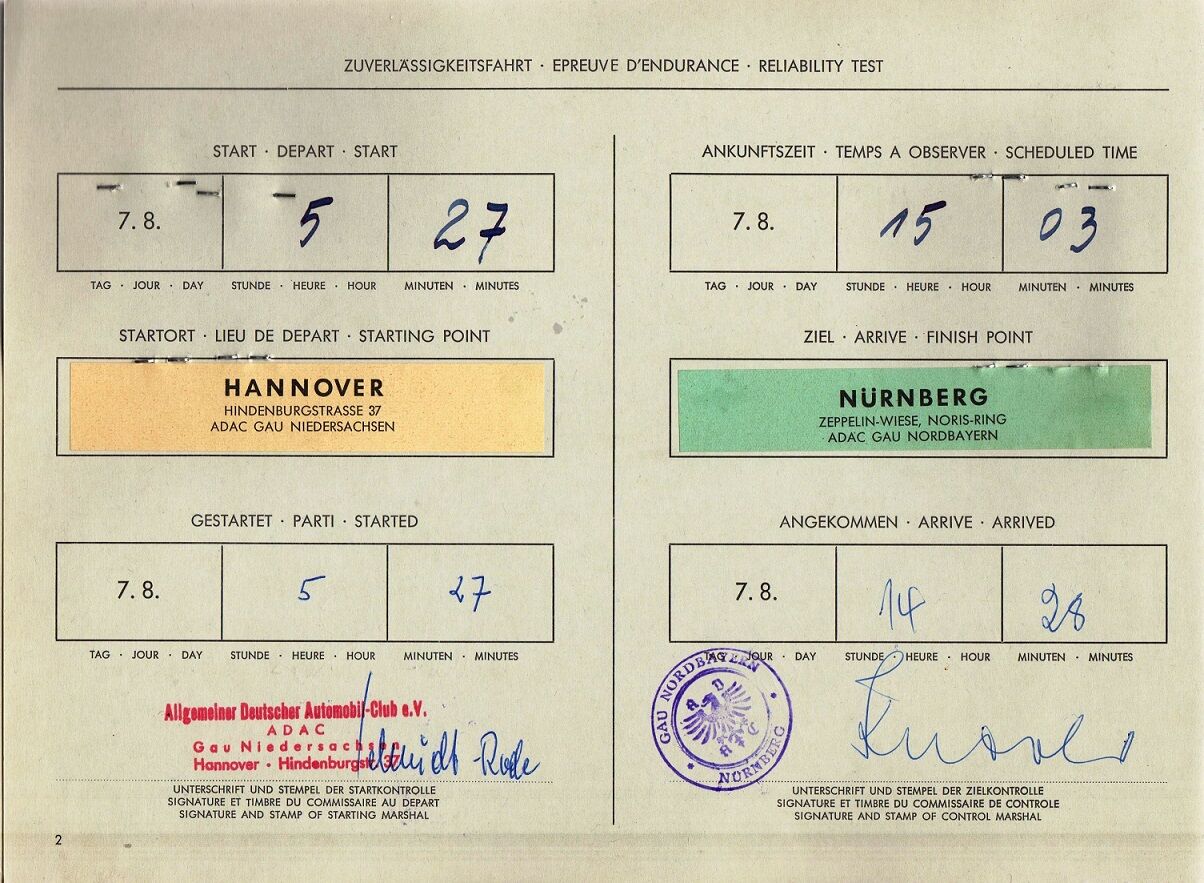 ZUVERLÄSSIGKEITSFAHRT · EPREUVE D'ENDURANCE · RELIABILITY TEST
START · DEPART · START
7. 8. 5 27
TAG · JOUR · DAY STUNDE · HEURE · HOUR MINUTEN · MINUTES
STARTORT · LIEU DE DEPART · STARTING POINT
HANNOVER
HINDENBURGSTRASSE 37
ADAC GAU NIEDERSACHSEN
GESTARTET · PARTI · STARTED
7. 8. 5 27
TAG · JOUR · DAY STUNDE · HEURE · HOUR MINUTEN · MINUTES
Allgemeiner Deutscher Automobil-Club e.V.
ADAC
Gau Niedersachsen
Hannover · Hindenburgstr. 37
UNTERSCHRIFT UND STEMPEL DER STARTKONTROLLE
SIGNATURE ET TIMBRE DU COMMISSAIRE AU DEPART
SIGNATURE AND STAMP OF STARTING MARSHAL
2
ANKUNFTSZEIT · TEMPS A OBSERVER · SCHEDULED TIME
7. 8. 15 03
TAG · JOUR · DAY STUNDE · HEURE · HOUR MINUTEN · MINUTES
ZIEL · ARRIVE · FINISH POINT
NÜRNBERG
ZEPPELIN-WIESE, NORIS-RING
ADAC GAU NORDBAYERN
ANGEKOMMEN · ARRIVE · ARRIVED
7. 8. 14 28
TAG · JOUR · DAY STUNDE · HEURE · HOUR MINUTEN · MINUTES
GAU NORDBAYERN
ADAC
NÜRNBERG
UNTERSCHRIFT UND STEMPEL DER ZIELKONTROLLE
SIGNATURE ET TIMBRE DU COMMISSAIRE DE CONTROLE
SIGNATURE AND STAMP OF CONTROL MARSHAL